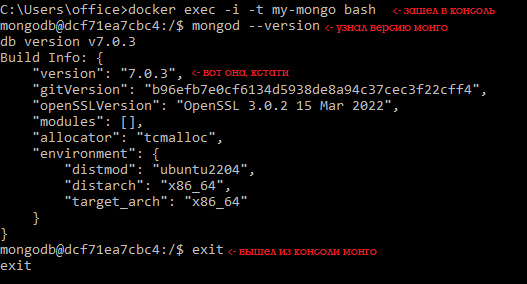 C:\Users\office>docker exec -i -t my-mongo bash <-зашел в консоль
mongodb@dcf71ea7cbc4:/$ mongod --version <-узнал версию монго
db version v7.0.3
Build Info: {
    "version": "7.0.3", <- вот она, кстати
    "gitVersion": "b96efb7e0cf6134d5938de8a94c37cec3f22cff4",
    "openSSLVersion": "OpenSSL 3.0.2 15 Mar 2022",
    "modules": [],
    "allocator": "tcmalloc",
    "environment": {
        "distmod": "ubuntu2204",
        "distarch": "x86_64",
        "target_arch": "x86_64"
    }
}
mongodb@dcf71ea7cbc4:/$ exit <- вышел из консоли монго
exit